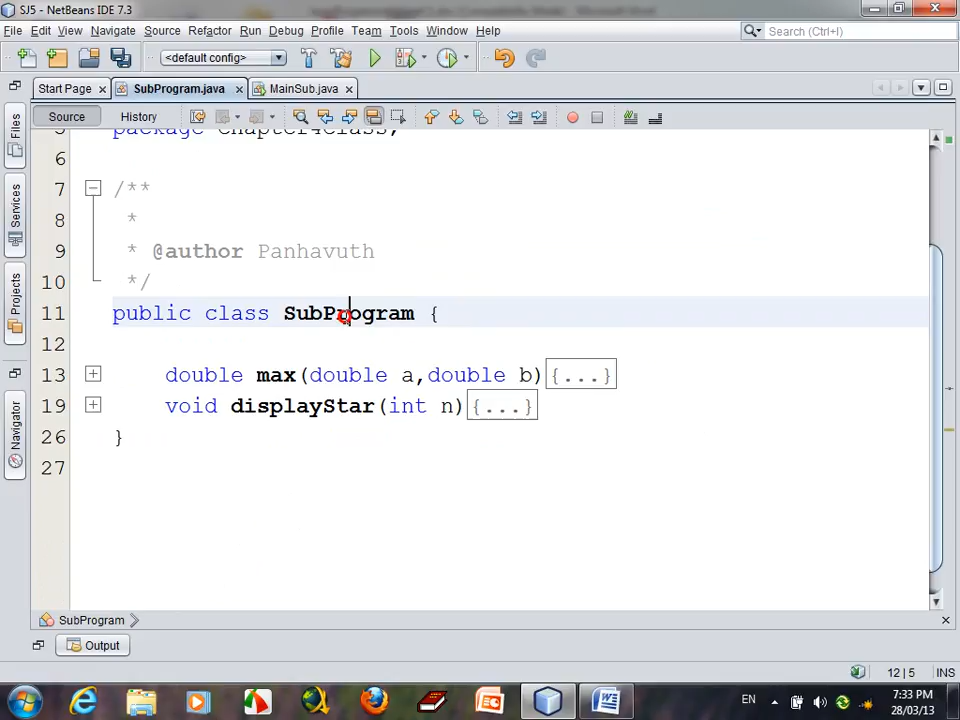 SJ5 - NetBeans IDE 7.3
File Edit View Navigate Source Refactor Run Debug Profile Team Tools Window Help
Search (Ctrl+I)
<default config>
Start Page SubProgram.java MainSub.java
Source History
Files
Services
Projects
Navigator
5 package Chapter4Class;
6
7 /**
8 *
9 * @author Panhavuth
10 */
11 public class SubProgram {
12
13 double max(double a,double b){...}
19 void displayStar(int n){...}
26 }
27
SubProgram
Output
12|5 INS
EN 7:33 PM
28/03/13